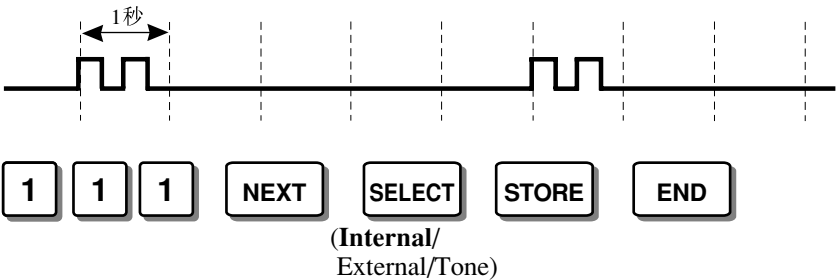 1秒
1 1 1 NEXT SELECT STORE END
(Internal/
External/Tone)